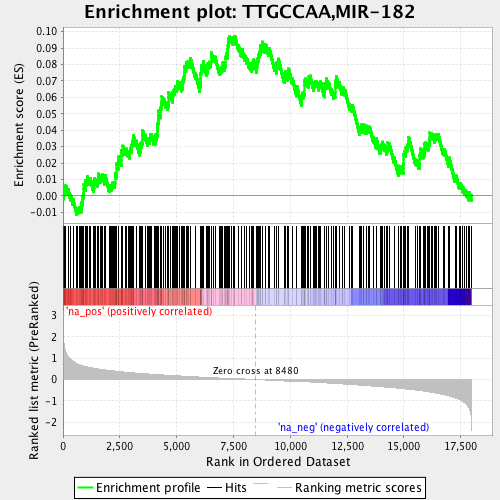 Enrichment plot: TTGCCAA,MIR-182
Enrichment score (ES)
0.10
0.09
0.08
0.07
0.06
0.05
0.04
0.03
0.02
0.01
0.00
-0.01
'na_pos' (positively correlated)
Ranked list metric (PreRanked)
3
2
1
0
-1
-2
Zero cross at 8480
'na_neg' (negatively correlated)
0
2,500
5,000
7,500
10,000
12,500
15,000
17,500
Rank in Ordered Dataset
Enrichment profile
Hits
Ranking metric scores